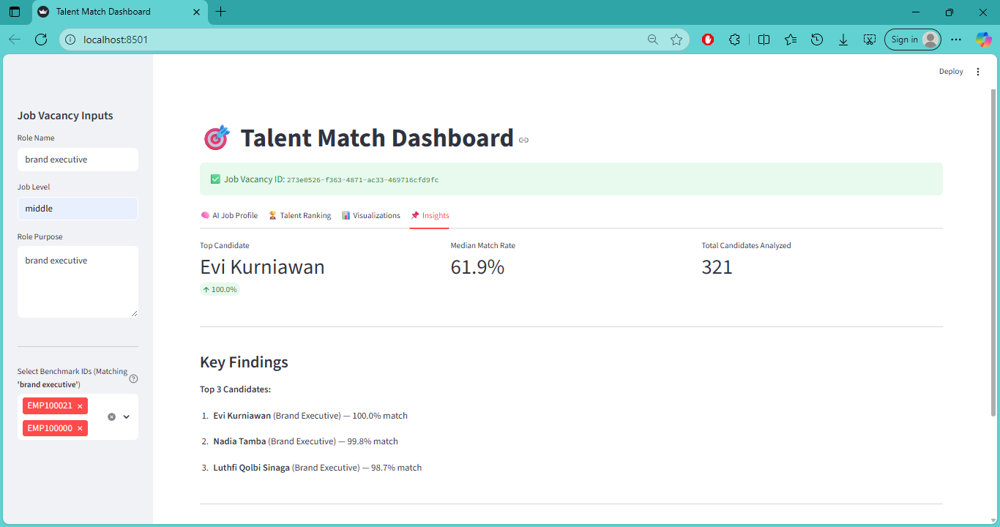 Talent Match Dashboard
localhost:8501
Sign in
Deploy
Job Vacancy Inputs
Role Name
brand executive
Job Level
middle
Role Purpose
brand executive
Select Benchmark IDs (Matching
'brand executive')
EMP100021 ×
EMP100000 ×
🎯 Talent Match Dashboard
✅ Job Vacancy ID: 273e0526-f363-4871-ac33-469716cfd9fc
🧠 AI Job Profile 🏆 Talent Ranking 📊 Visualizations 📌 Insights
Top Candidate
Evi Kurniawan
↑ 100.0%
Median Match Rate
61.9%
Total Candidates Analyzed
321
Key Findings
Top 3 Candidates:
1. Evi Kurniawan (Brand Executive) — 100.0% match
2. Nadia Tamba (Brand Executive) — 99.8% match
3. Luthfi Qolbi Sinaga (Brand Executive) — 98.7% match